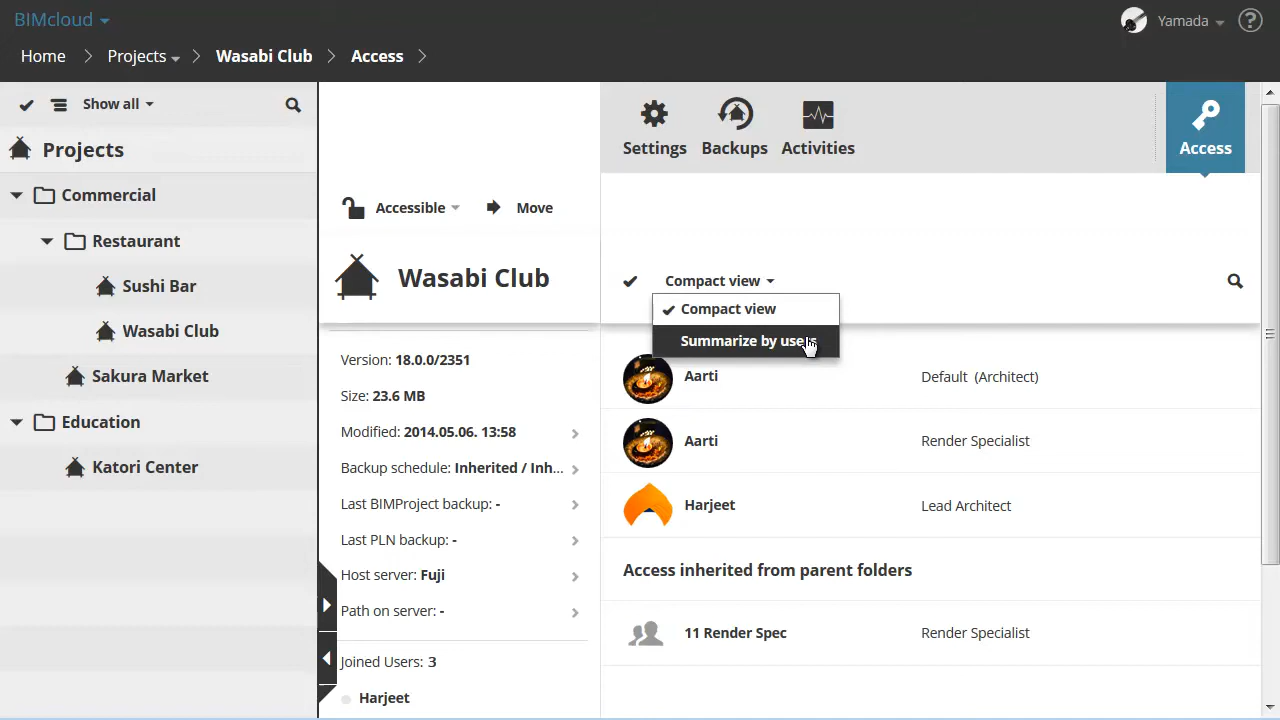 BIMcloud
Yamada
Home Projects Wasabi Club Access
Show all
Projects
Commercial
Restaurant
Sushi Bar
Wasabi Club
Sakura Market
Education
Katori Center
Accessible Move
Wasabi Club
Version: 18.0.0/2351
Size: 23.6 MB
Modified: 2014.05.06. 13:58
Backup schedule: Inherited / Inh...
Last BIMProject backup: -
Last PLN backup: -
Host server: Fuji
Path on server: -
Joined Users: 3
Harjeet
Settings Backups Activities Access
Compact view
Compact view
Summarize by users
Aarti Default (Architect)
Aarti Render Specialist
Harjeet Lead Architect
Access inherited from parent folders
11 Render Spec Render Specialist